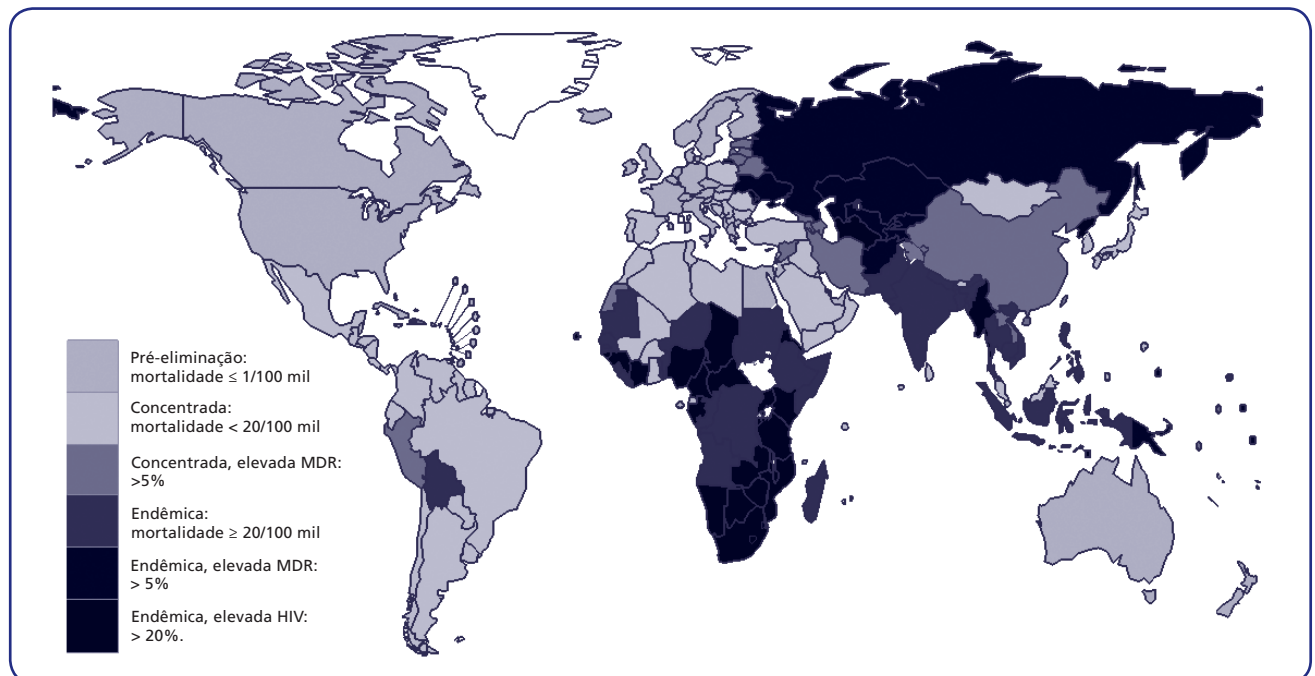 Pré-eliminação:
mortalidade ≤ 1/100 mil
Concentrada:
mortalidade < 20/100 mil
Concentrada, elevada MDR:
>5%
Endêmica:
mortalidade ≥ 20/100 mil
Endêmica, elevada MDR:
> 5%
Endêmica, elevada HIV:
> 20%.